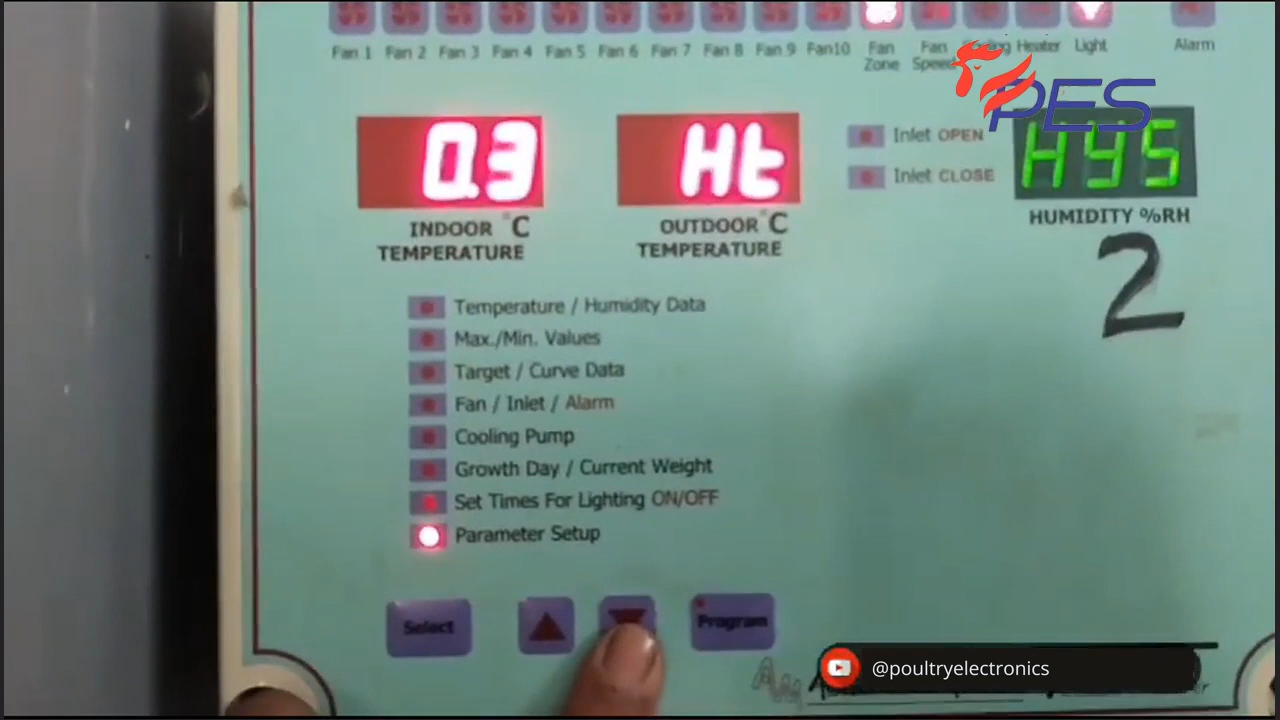 Fan 1 Fan 2 Fan 3 Fan 4 Fan 5 Fan 6 Fan 7 Fan 8 Fan 9 Fan10 Fan Zone Fan Speed Heater Light Alarm
PES
0.3 Ht HYS
Inlet OPEN
Inlet CLOSE
INDOOR °C TEMPERATURE
OUTDOOR °C TEMPERATURE
HUMIDITY %RH
2
Temperature / Humidity Data
Max./Min. Values
Target / Curve Data
Fan / Inlet / Alarm
Cooling Pump
Growth Day / Current Weight
Set Times For Lighting ON/OFF
Parameter Setup
Select Program
@poultryelectronics